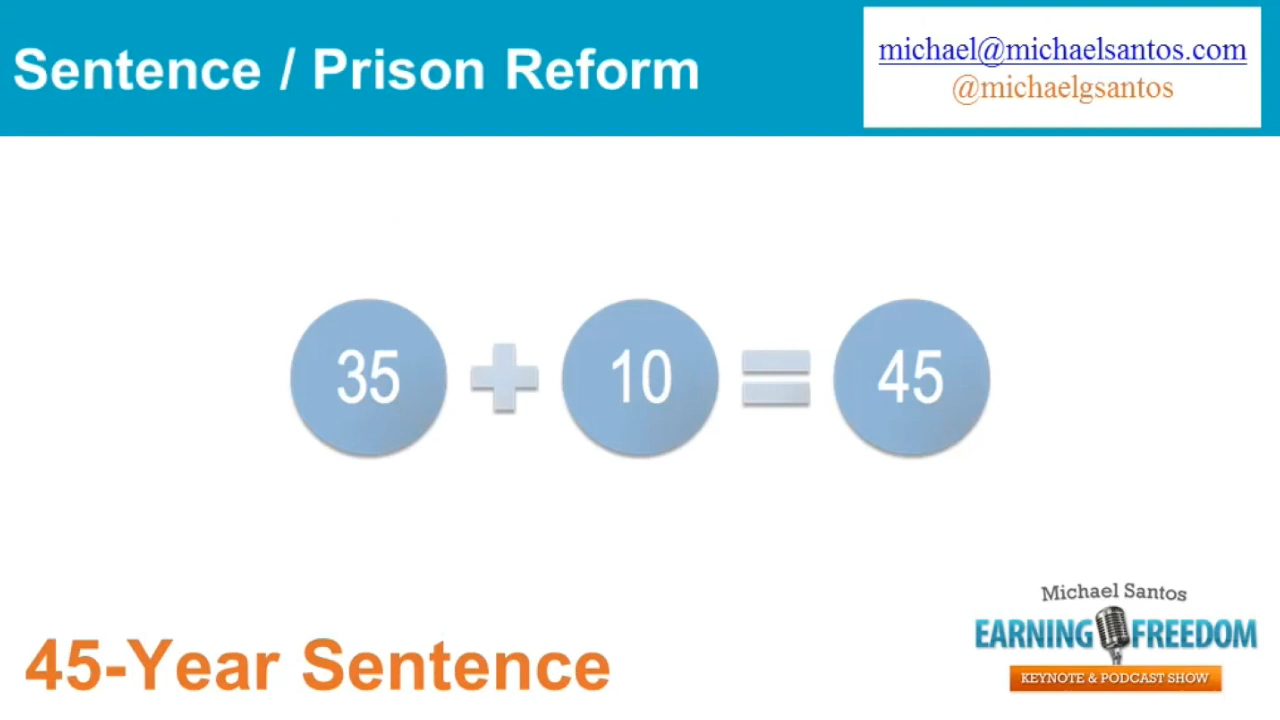 Sentence / Prison Reform
michael@michaelsantos.com
@michaelgsantos
35 + 10 = 45
45-Year Sentence
Michael Santos
EARNING FREEDOM
KEYNOTE & PODCAST SHOW